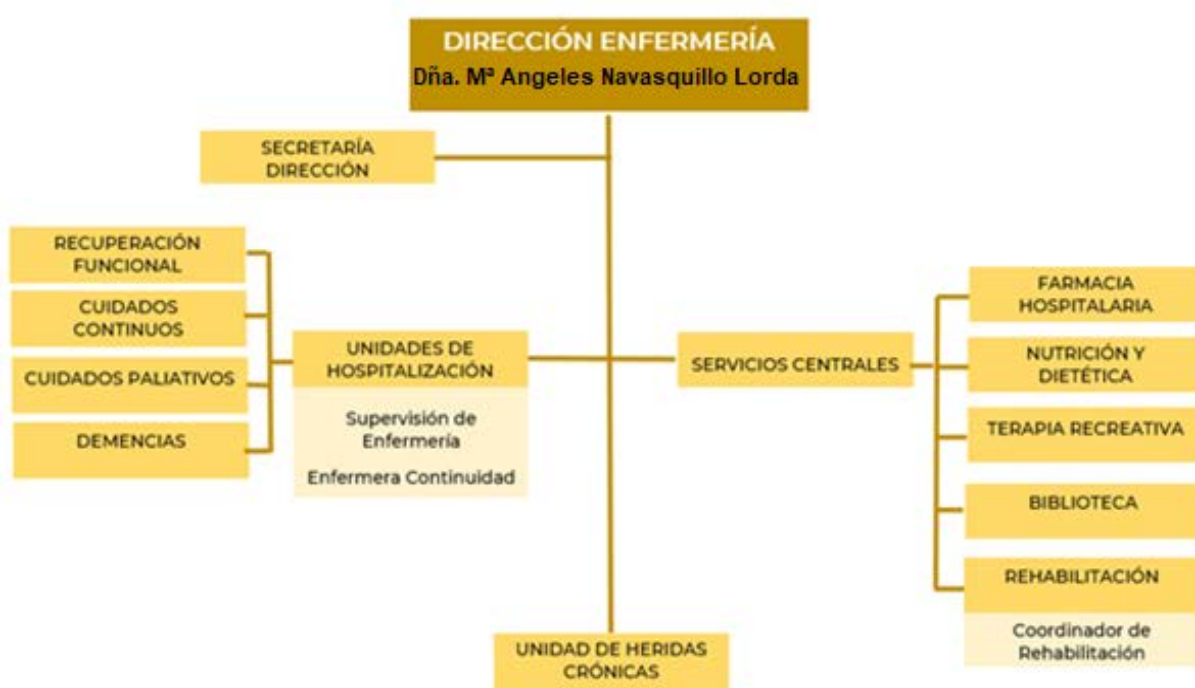 DIRECCIÓN ENFERMERÍA
Dña. Mª Angeles Navasquillo Lorda
SECRETARÍA
DIRECCIÓN
RECUPERACIÓN
FUNCIONAL
CUIDADOS
CONTINUOS
CUIDADOS PALIATIVOS
DEMENCIAS
UNIDADES DE
HOSPITALIZACIÓN
Supervisión de
Enfermería
Enfermera Continuidad
SERVICIOS CENTRALES
FARMACIA
HOSPITALARIA
NUTRICIÓN Y
DIETÉTICA
TERAPIA RECREATIVA
BIBLIOTECA
REHABILITACIÓN
Coordinador de
Rehabilitación
UNIDAD DE HERIDAS
CRÓNICAS